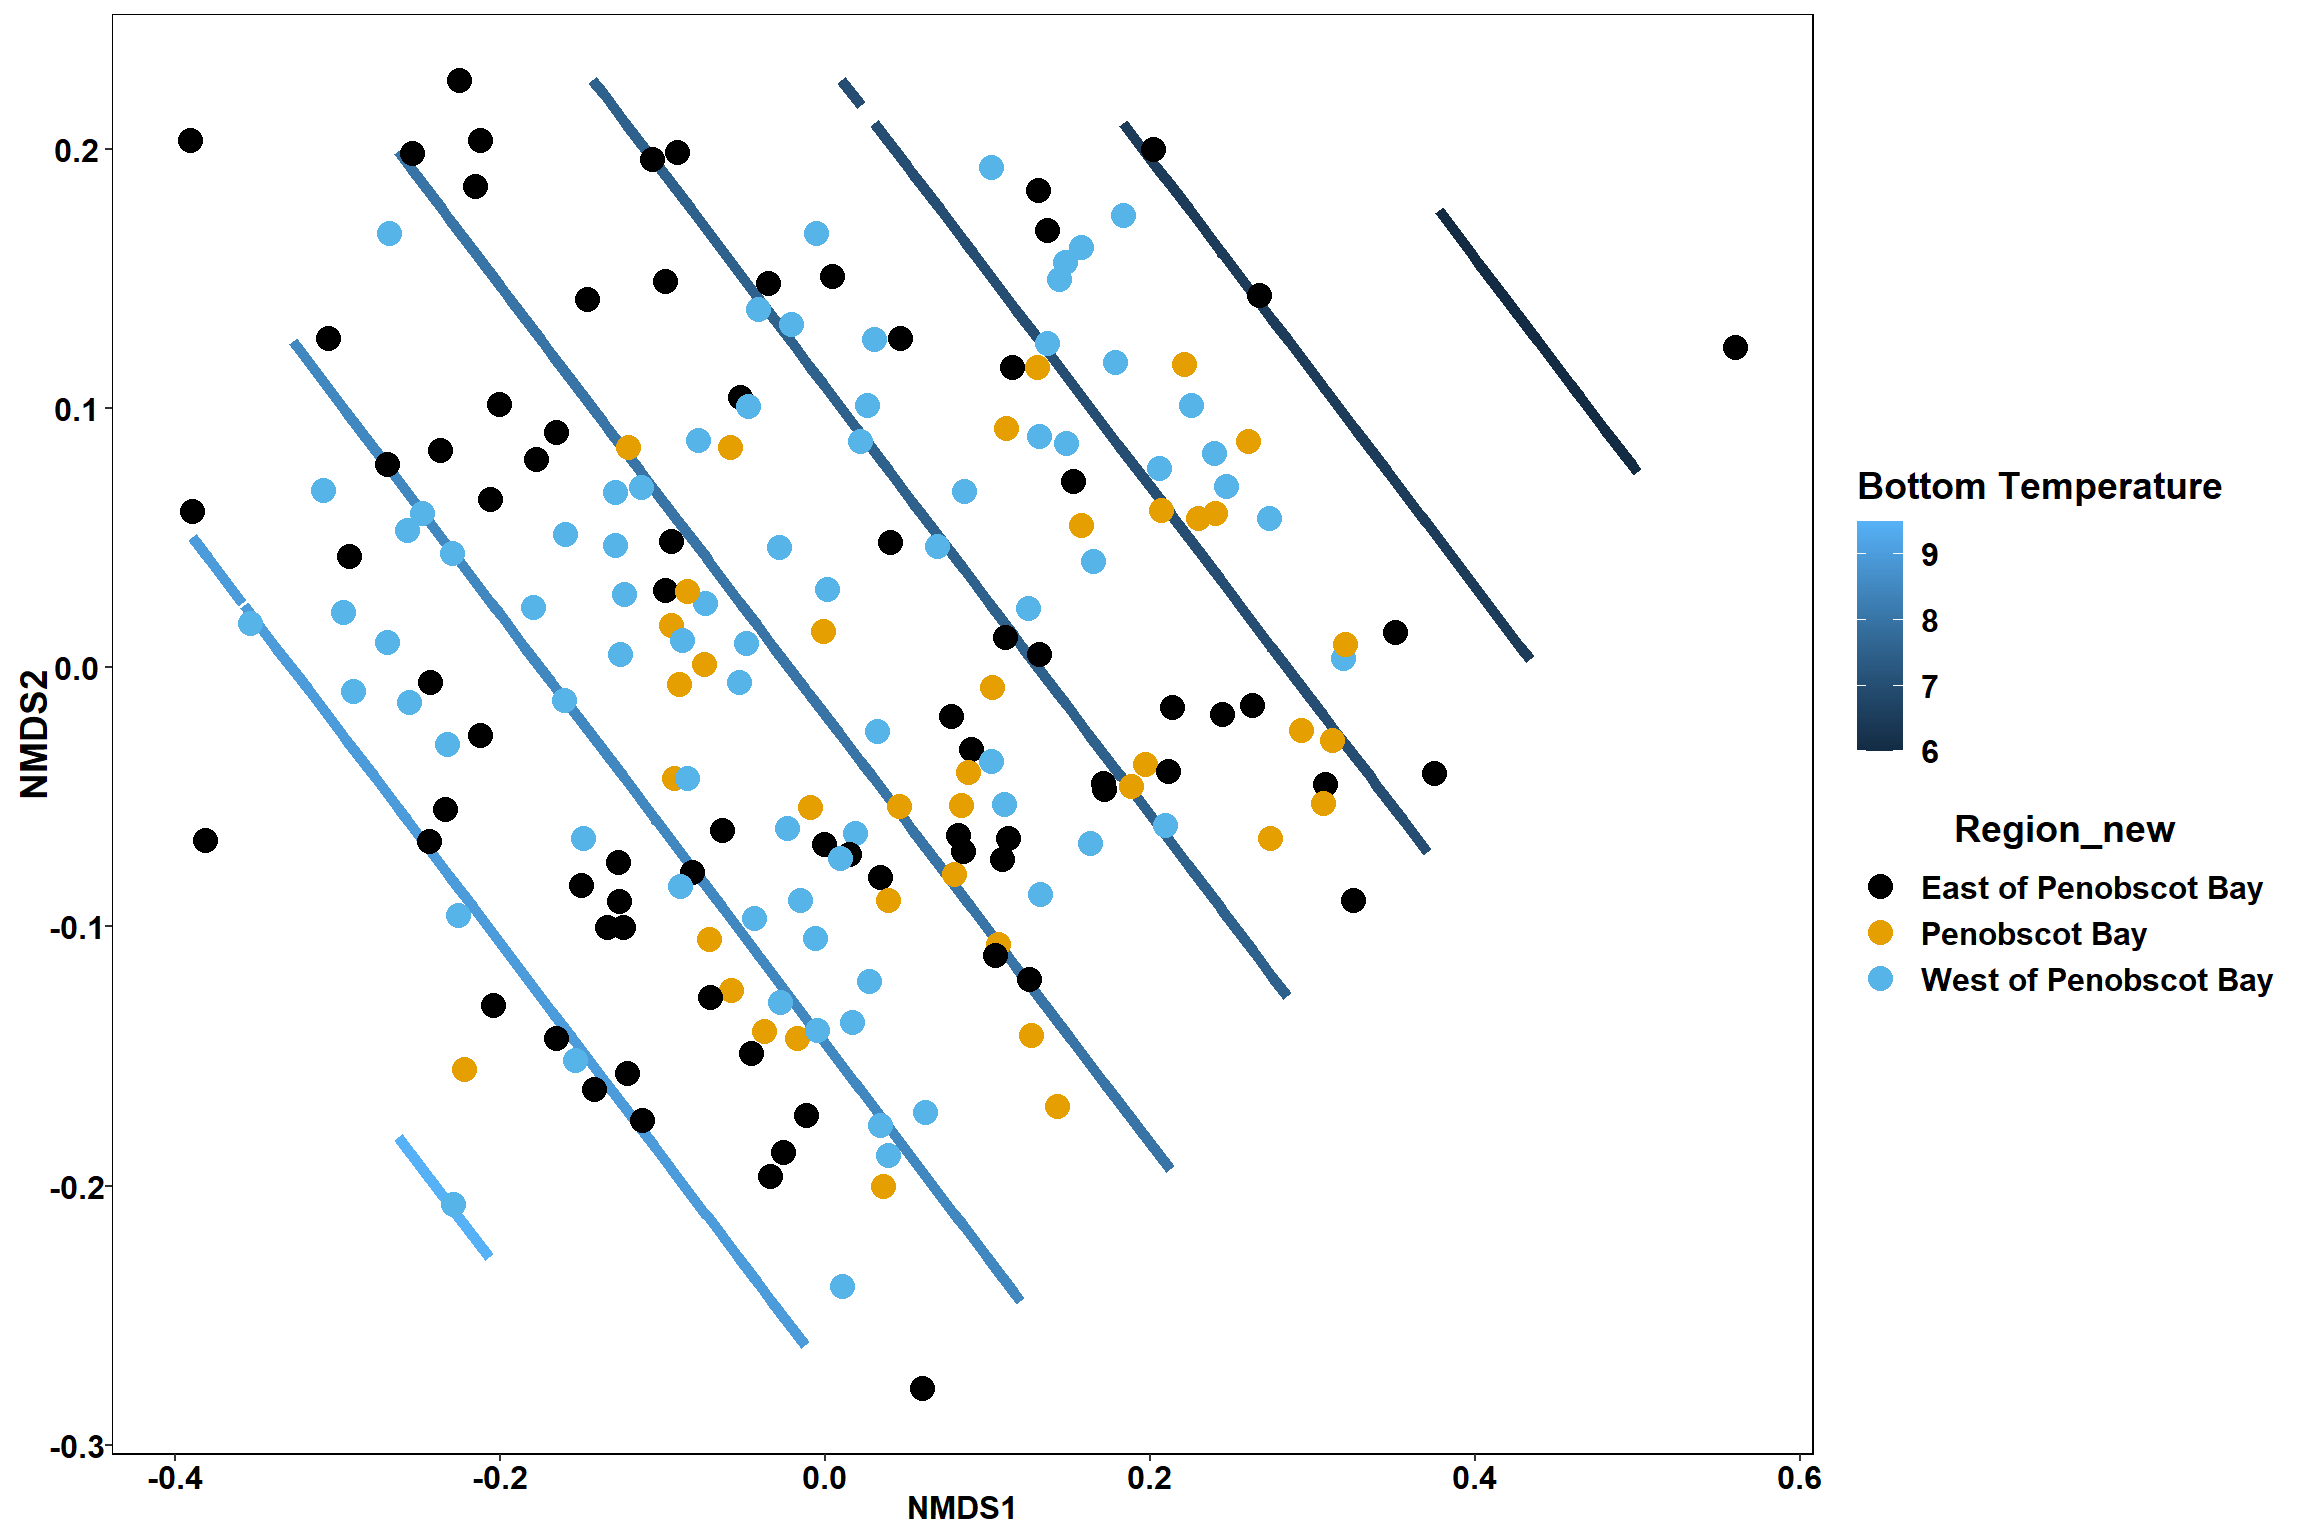 0.2
0.1
0.0
-0.1
-0.2
-0.3
NMDS2
-0.4 -0.2 0.0 0.2 0.4 0.6
NMDS1
Bottom Temperature
9
8
7
6
Region_new
East of Penobscot Bay
Penobscot Bay
West of Penobscot Bay